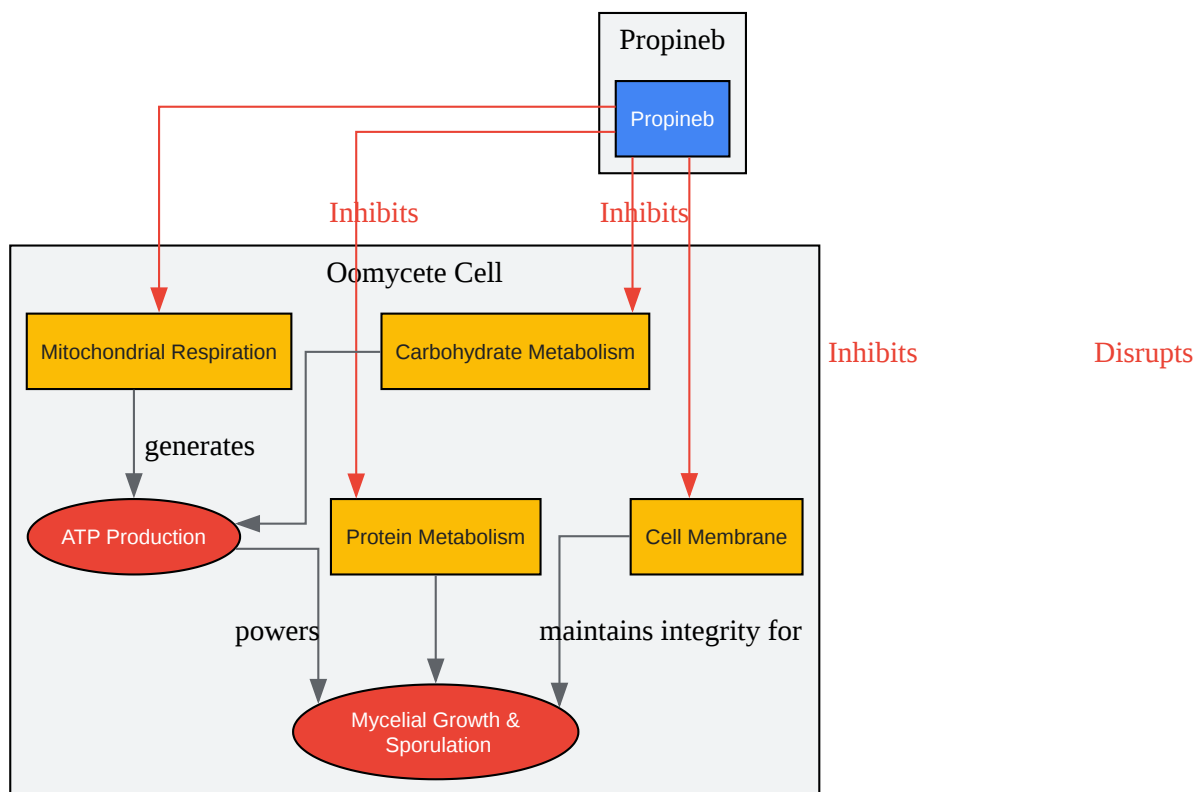 Propineb
Propineb
Inhibits
Inhibits
Oomycete Cell
Mitochondrial Respiration
Carbohydrate Metabolism
Inhibits
Disrupts
generates
ATP Production
Protein Metabolism
Cell Membrane
powers
maintains integrity for
Mycelial Growth &
Sporulation